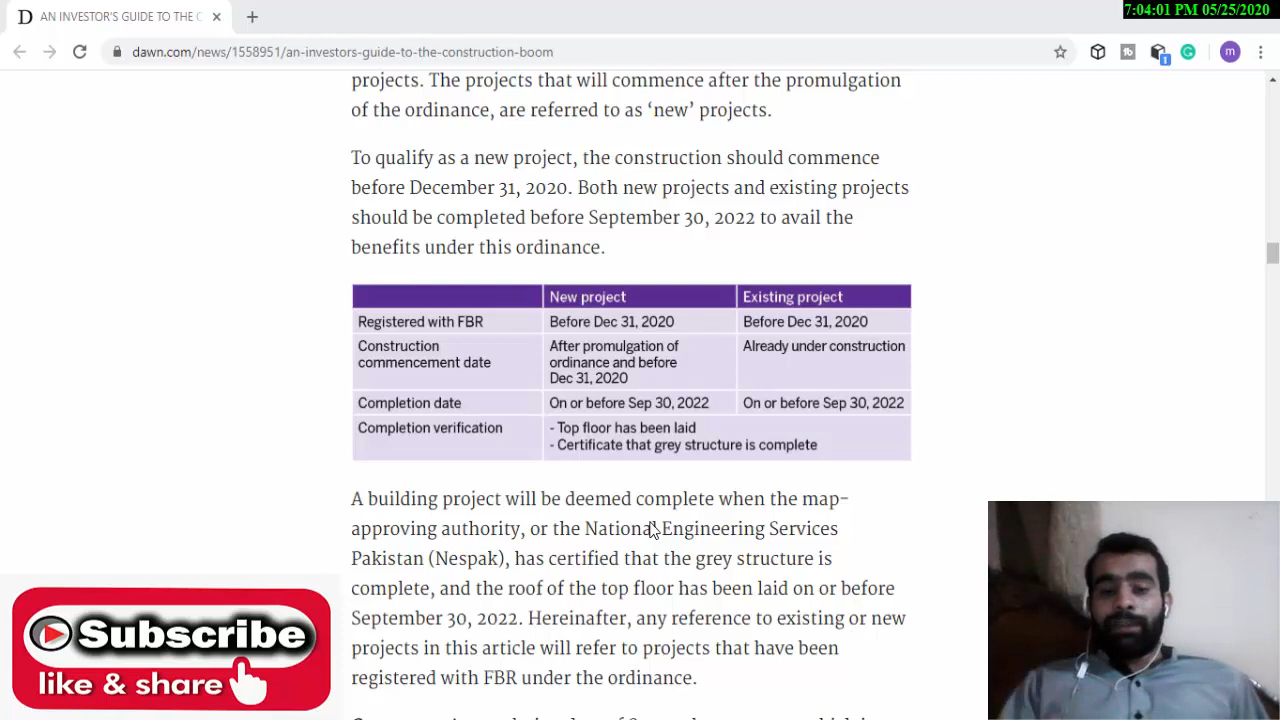 7:04:01 PM 05/25/2020
D AN INVESTOR'S GUIDE TO THE C
dawn.com/news/1558951/an-investors-guide-to-the-construction-boom
tb
1
m
projects. The projects that will commence after the promulgation
of the ordinance, are referred to as ‘new’ projects.
To qualify as a new project, the construction should commence
before December 31, 2020. Both new projects and existing projects
should be completed before September 30, 2022 to avail the
benefits under this ordinance.
New project Existing project
Registered with FBR Before Dec 31, 2020 Before Dec 31, 2020
Construction After promulgation of Already under construction
commencement date ordinance and before
Dec 31, 2020
Completion date On or before Sep 30, 2022 On or before Sep 30, 2022
Completion verification - Top floor has been laid
- Certificate that grey structure is complete
A building project will be deemed complete when the map-
approving authority, or the National Engineering Services
Pakistan (Nespak), has certified that the grey structure is
complete, and the roof of the top floor has been laid on or before
September 30, 2022. Hereinafter, any reference to existing or new
projects in this article will refer to projects that have been
registered with FBR under the ordinance.
Subscribe
like & share